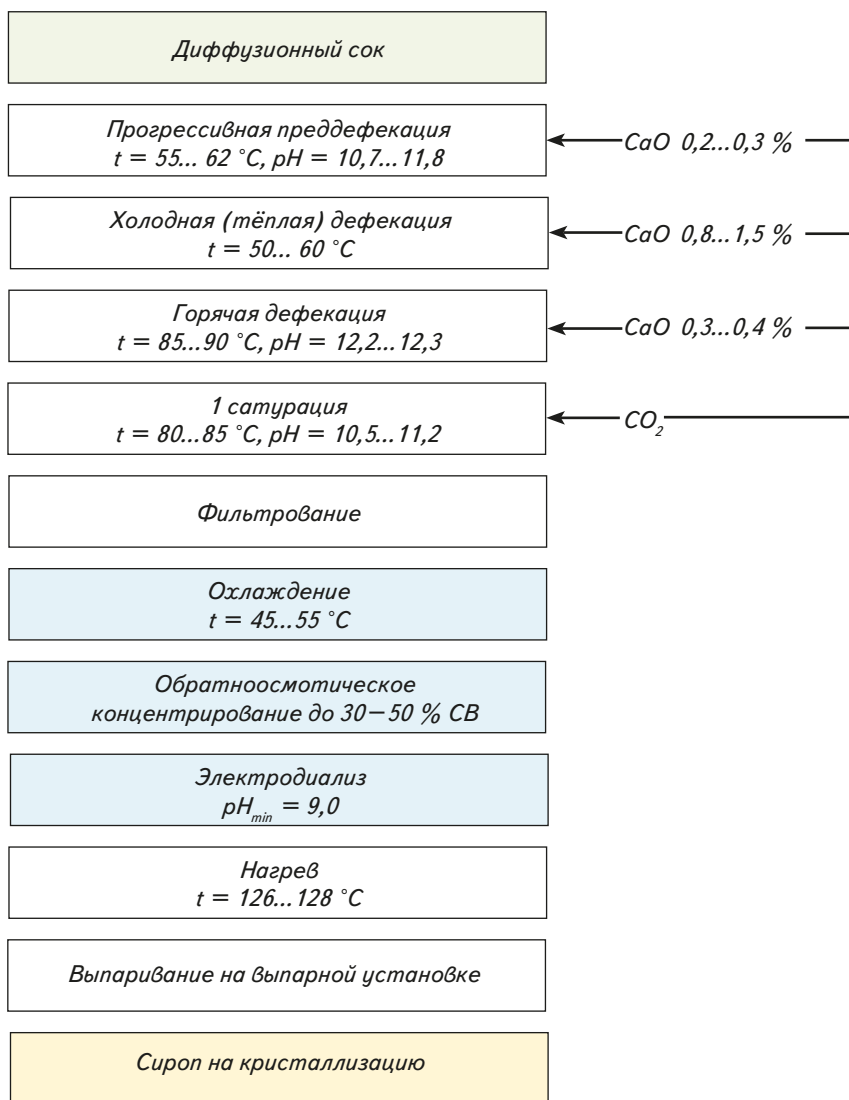 Диффузионный сок
Прогрессивная преддефекация
t = 55... 62 °C, pH = 10,7...11,8
CaO 0,2...0,3 %
Холодная (тёплая) дефекация
t = 50... 60 °C
CaO 0,8...1,5 %
Горячая дефекация
t = 85...90 °C, pH = 12,2...12,3
CaO 0,3...0,4 %
1 сатурация
t = 80...85 °C, pH = 10,5...11,2
CO₂
Фильтрование
Охлаждение
t = 45...55 °C
Обратноосмотическое
концентрирование до 30—50 % СВ
Электродиализ
pHₘᵢₙ = 9,0
Нагрев
t = 126...128 °C
Выпаривание на выпарной установке
Сироп на кристаллизацию